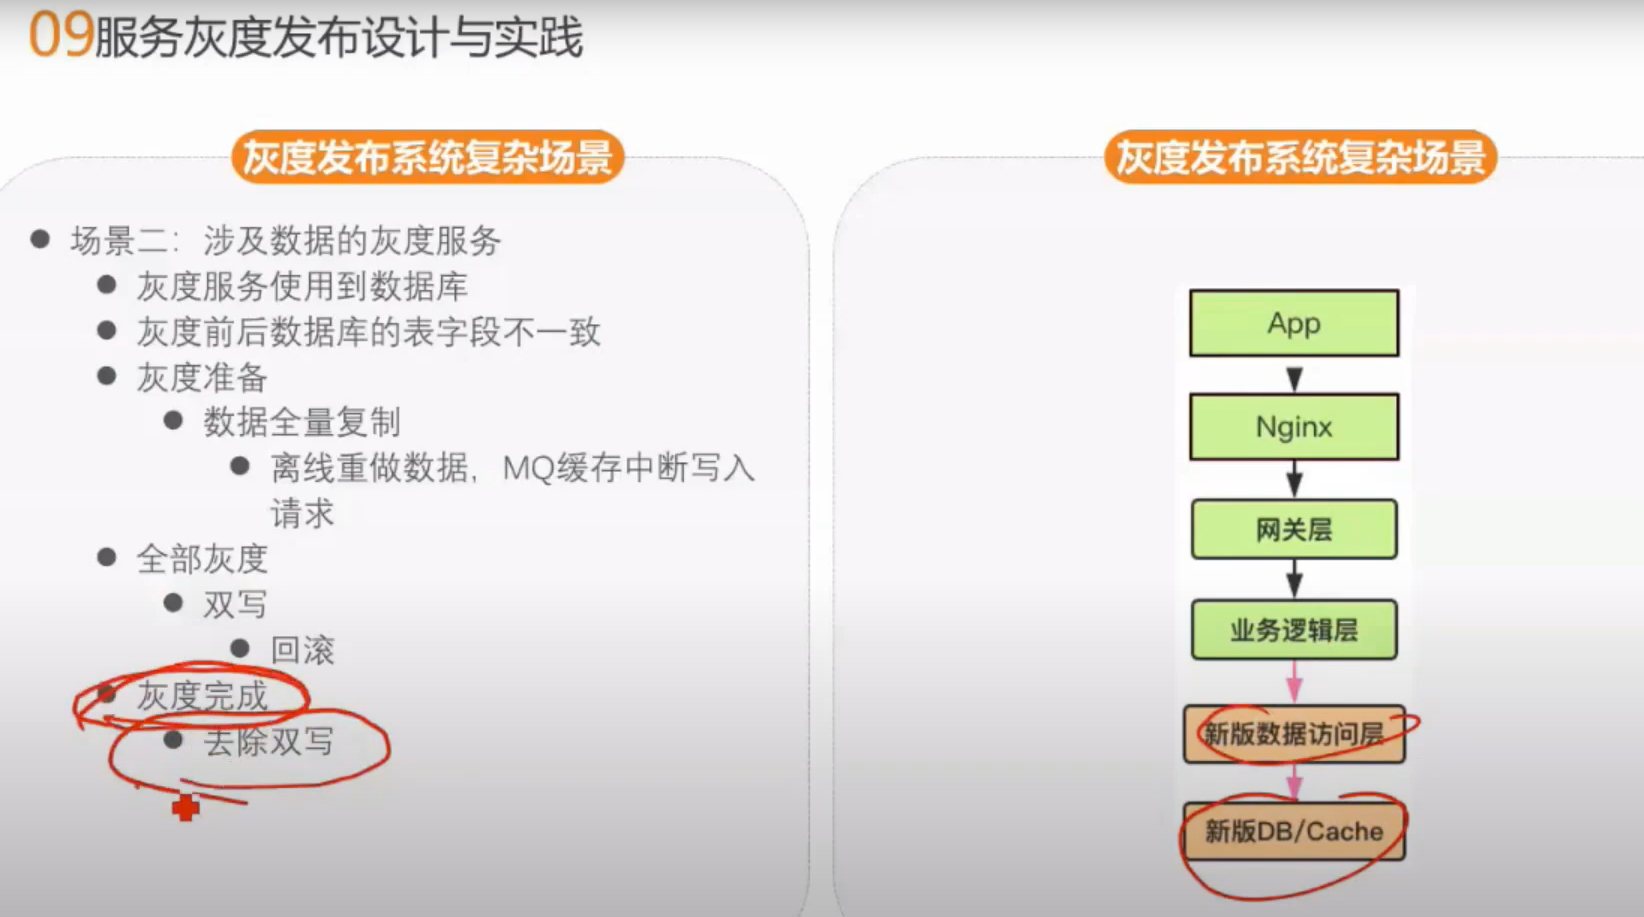 09服务灰度发布设计与实践
灰度发布系统复杂场景
场景二：涉及数据的灰度服务
灰度服务使用到数据库
灰度前后数据库的表字段不一致
灰度准备
数据全量复制
离线重做数据，MQ缓存中断写入
请求
全部灰度
双写
回滚
灰度完成
去除双写
灰度发布系统复杂场景
App
Nginx
网关层
业务逻辑层
新版数据访问层
新版DB/Cache